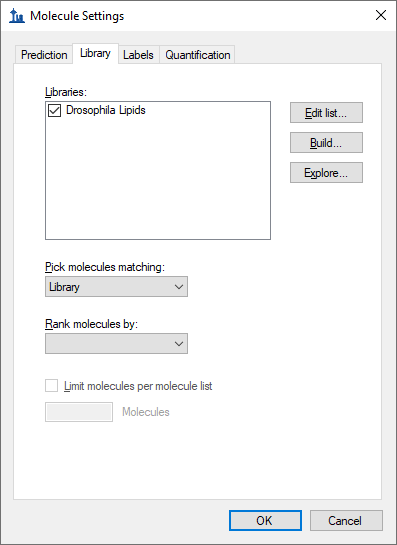 Molecule Settings
Prediction Library Labels Quantification
Libraries:
Drosophila Lipids
Edit list...
Build...
Explore...
Pick molecules matching:
Library
Rank molecules by:
Limit molecules per molecule list
Molecules
OK Cancel